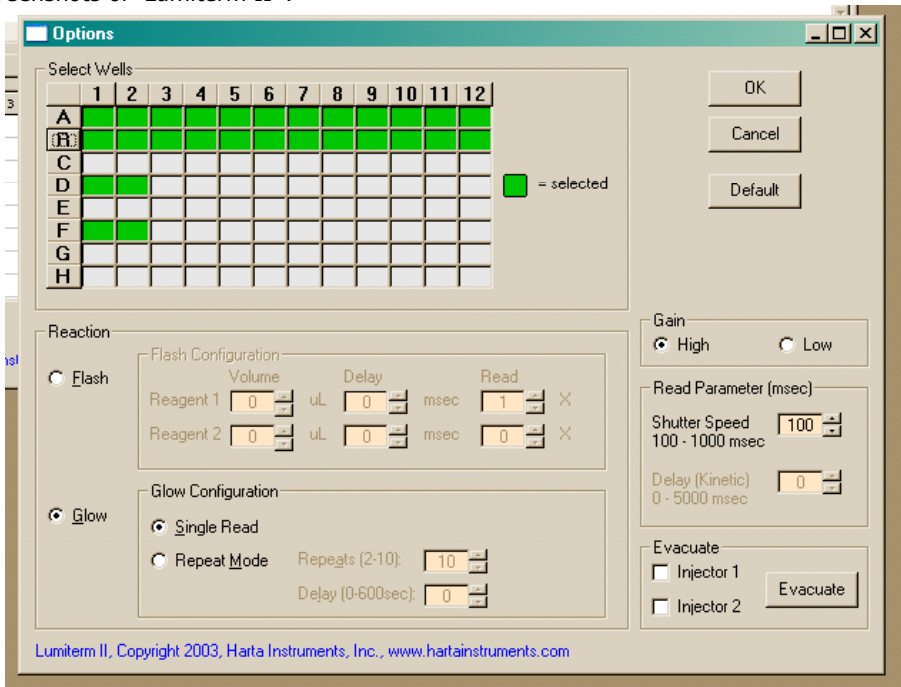 Options
Select Wells
1 2 3 4 5 6 7 8 9 10 11 12
A
B
C
D
E
F
G
H
= selected
OK
Cancel
Default
3
Reaction
Flash
Flash Configuration
Volume Delay Read
Reagent 1 0 uL 0 msec 1 X
Reagent 2 0 uL 0 msec 0 X
Glow
Glow Configuration
Single Read
Repeat Mode
Repeats (2-10): 10
Delay (0-600sec): 0
Gain
High Low
Read Parameter (msec)
Shutter Speed 100
100 - 1000 msec
Delay (Kinetic) 0
0 - 5000 msec
Evacuate
Injector 1
Injector 2
Evacuate
Lumiterm II, Copyright 2003, Harta Instruments, Inc., www.hartainstruments.com